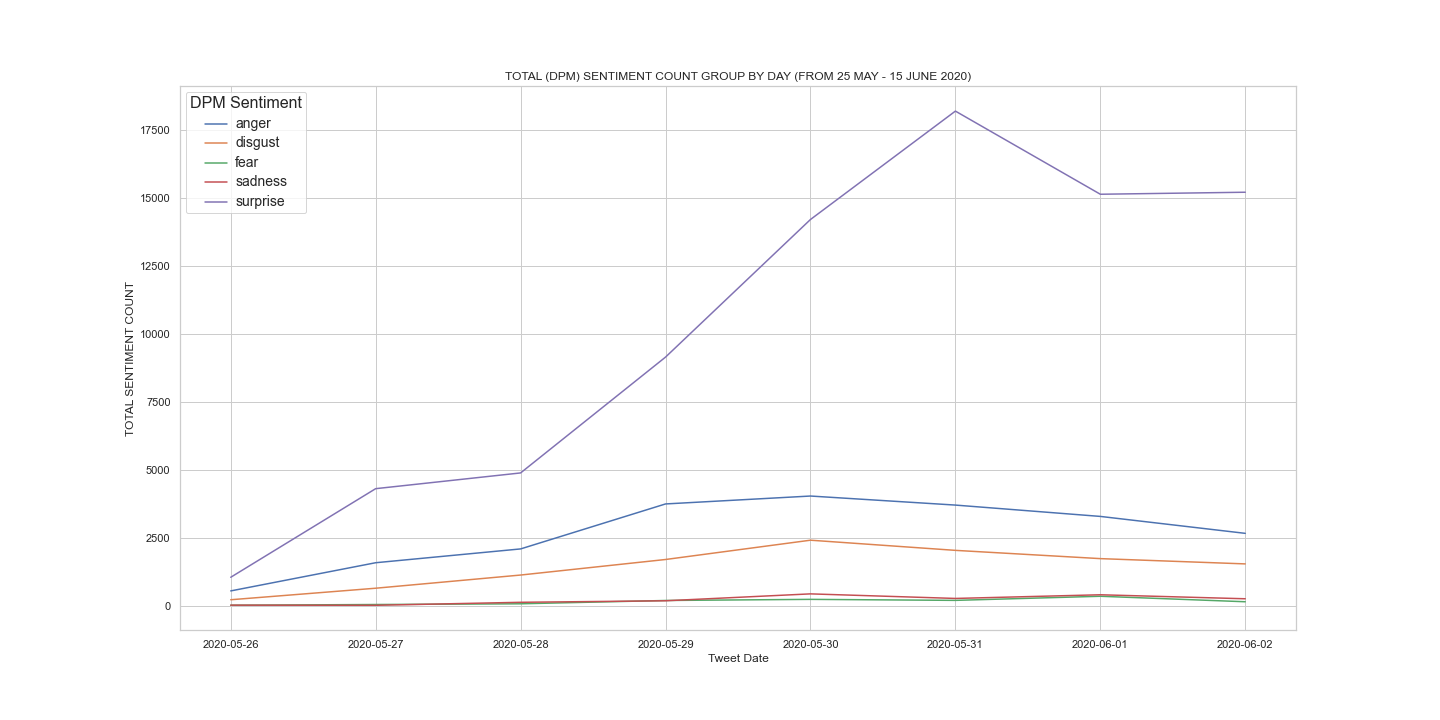 TOTAL (DPM) SENTIMENT COUNT GROUP BY DAY (FROM 25 MAY - 15 JUNE 2020)
DPM Sentiment
anger
disgust
fear
sadness
surprise
TOTAL SENTIMENT COUNT
17500
15000
12500
10000
7500
5000
2500
0
2020-05-26 2020-05-27 2020-05-28 2020-05-29 2020-05-30 2020-05-31 2020-06-01 2020-06-02
Tweet Date